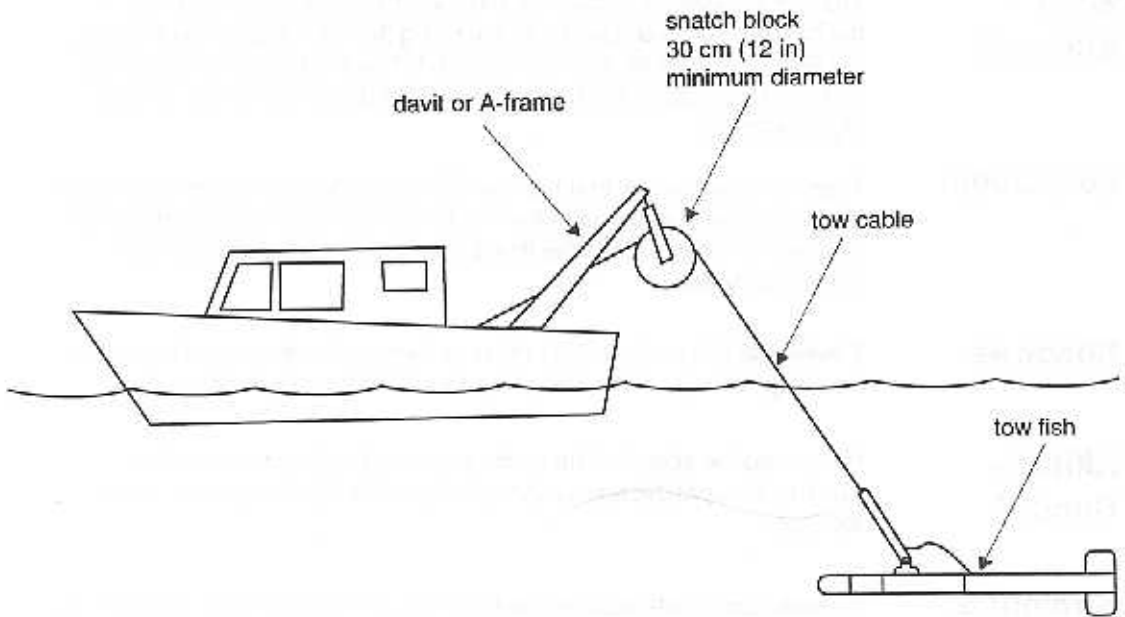 snatch block
30 cm (12 in)
minimum diameter
davit or A-frame
tow cable
tow fish